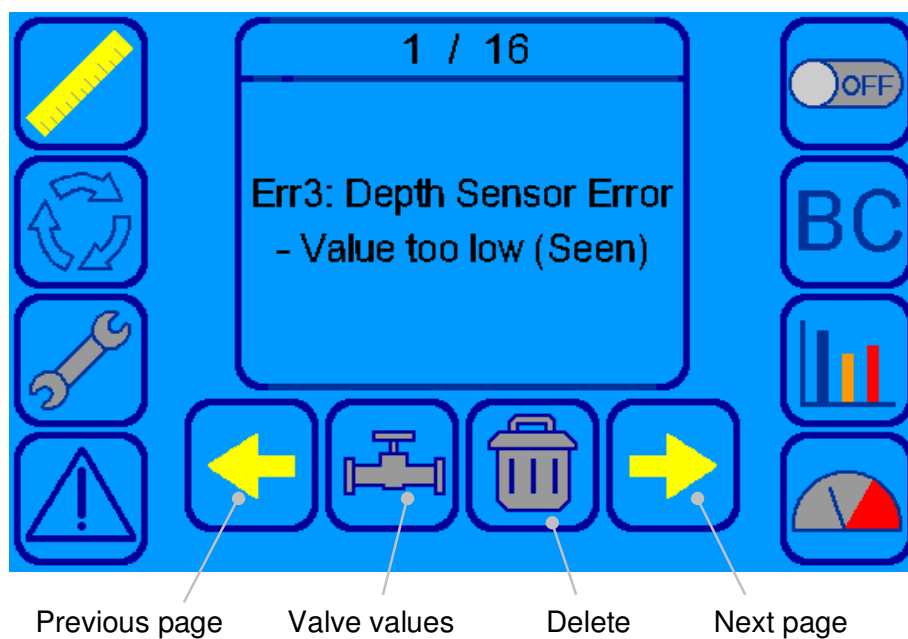 1 / 16
OFF
Err3: Depth Sensor Error
- Value too low (Seen)
BC
Previous page
Valve values
Delete
Next page